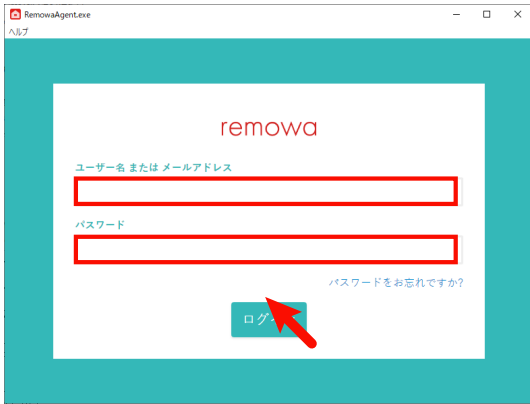 RemowaAgent.exe
ヘルプ
remowa
ユーザー名 または メールアドレス
パスワード
パスワードをお忘れですか?